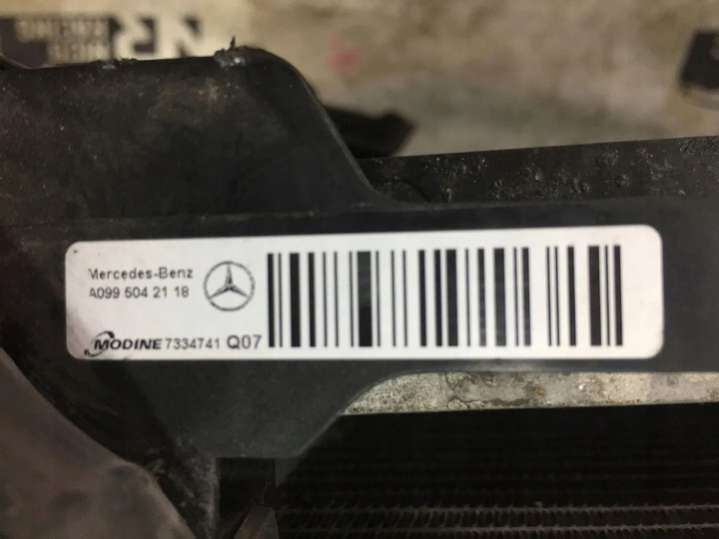 Mercedes-Benz
A099 504 21 18
MODINE 7334741 Q07